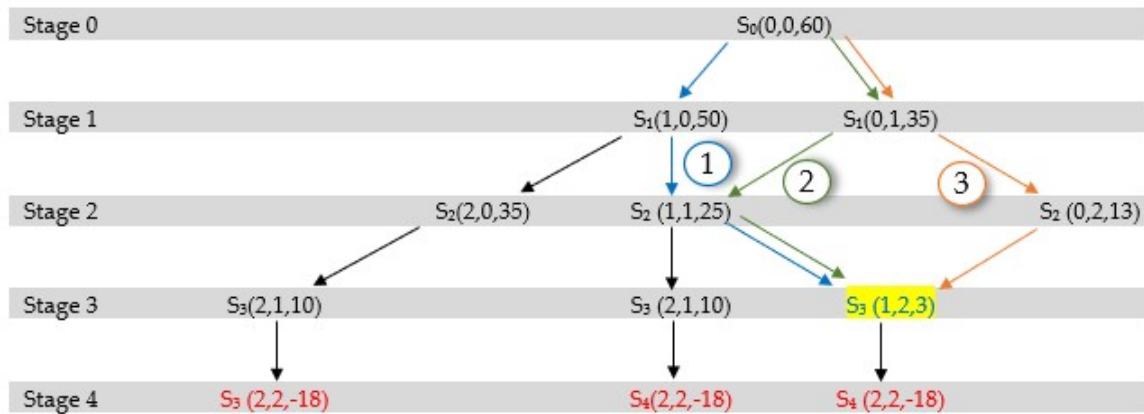 Stage 0 S₀(0,0,60)
Stage 1 S₁(1,0,50) S₁(0,1,35)
1 2 3
Stage 2 S₂(2,0,35) S₂ (1,1,25) S₂ (0,2,13)
Stage 3 S₃(2,1,10) S₃ (2,1,10) S₃ (1,2,3)
Stage 4 S₃ (2,2,-18) S₄(2,2,-18) S₄ (2,2,-18)